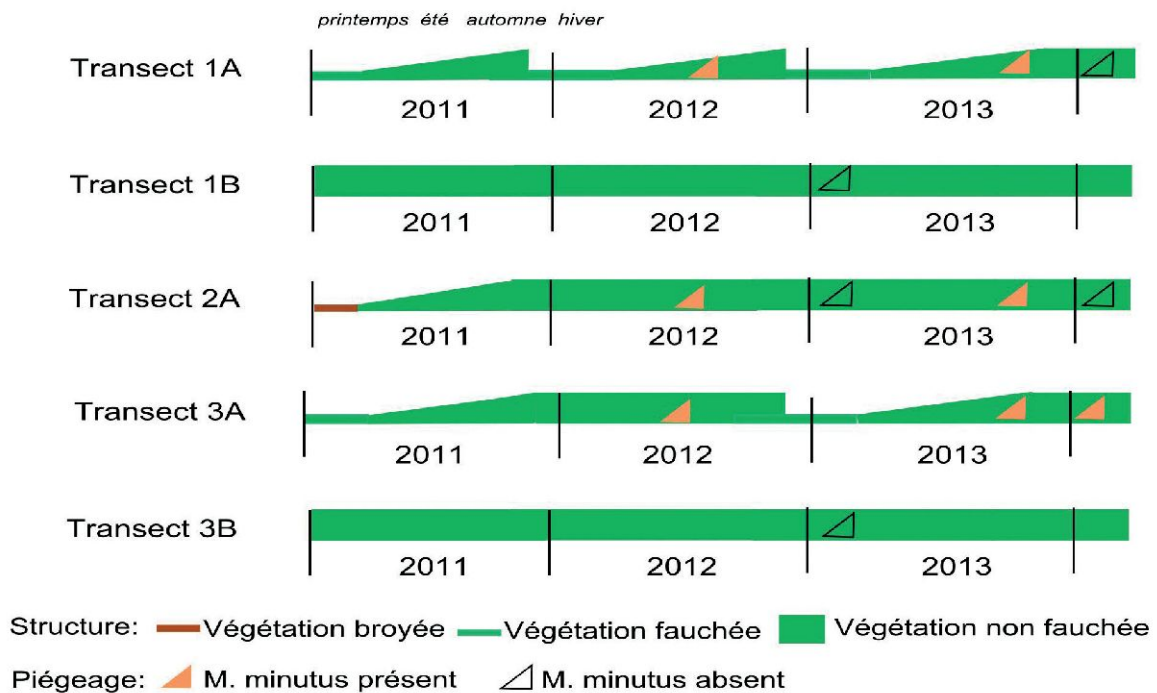 printemps été automne hiver
Transect 1A
2011 2012 2013
Transect 1B
2011 2012 2013
Transect 2A
2011 2012 2013
Transect 3A
2011 2012 2013
Transect 3B
2011 2012 2013
Structure: Végétation broyée Végétation fauchée Végétation non fauchée
Piégeage: M. minutus présent M. minutus absent